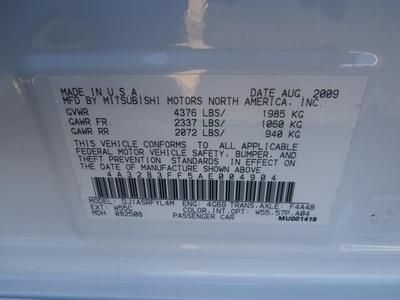 MADE IN U.S.A. DATE AUG. 2009
MFD BY MITSUBISHI MOTORS NORTH AMERICA, INC.
GVWR 4376 LBS/ 1985 KG
GAWR FR. 2337 LBS/ 1060 KG
GAWR RR. 2072 LBS/ 940 KG
THIS VEHICLE CONFORMS TO ALL APPLICABLE
FEDERAL MOTOR VEHICLE SAFETY, BUMPER, AND
THEFT PREVENTION STANDARDS IN EFFECT ON
THE DATE OF MANUFACTURE SHOWN ABOVE.
4A32B3FF5AE004904
MODEL: DJ1ASRFYL4M ENG: 4G69 TRANS.AXLE: F4A4B
EXT: W55C COLOR.INT.OPT: W55.57P.A04
MDH 082508 PASSENGER CAR MU001418